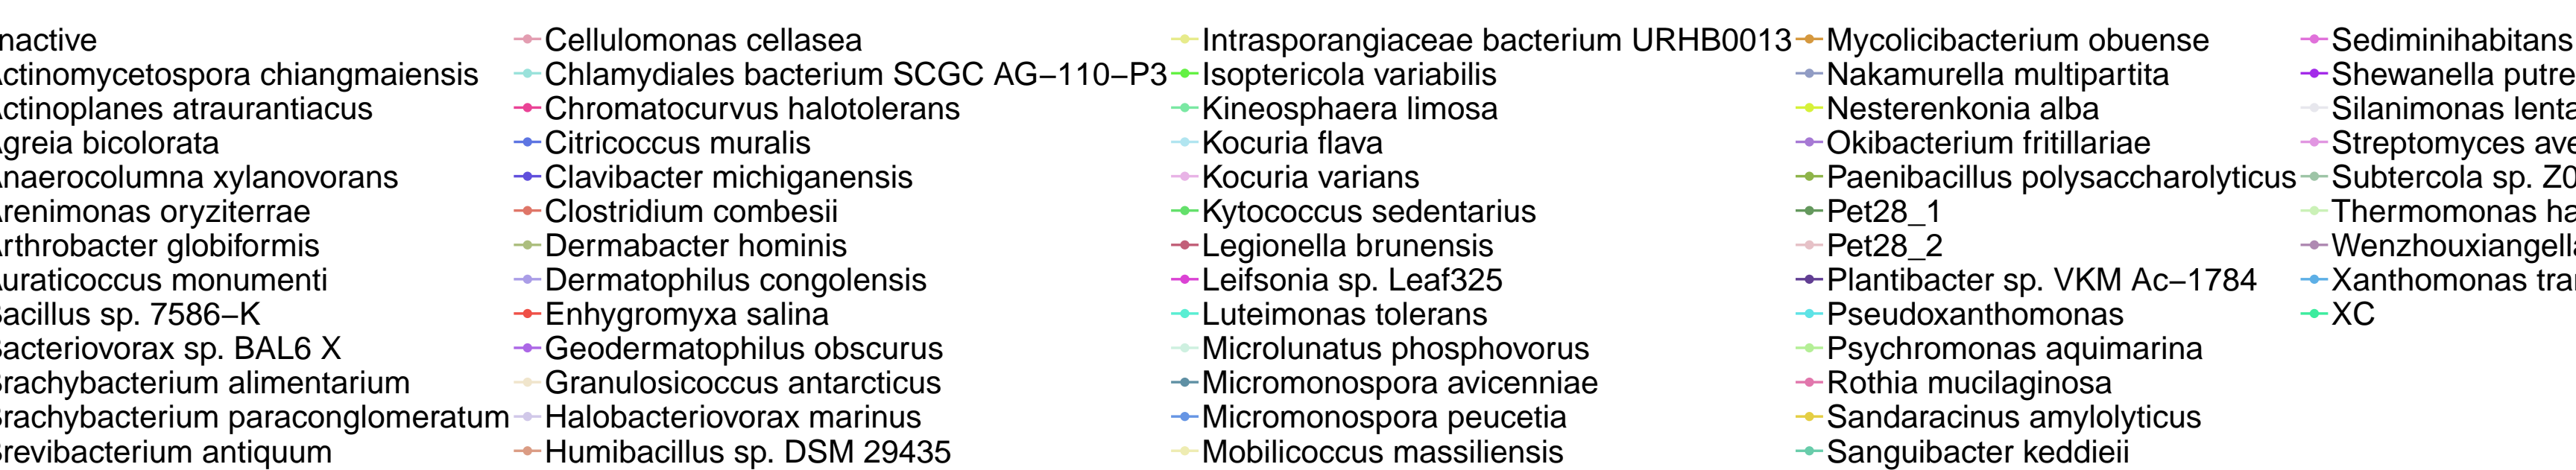 nactive
ctinomycetospora chiangmaiensis
ctinoplanes atraurantiacus
greia bicolorata
naerocolumna xylanovorans
renimonas oryziterrae
rthrobacter globiformis
uraticoccus monumenti
acillus sp. 7586−K
acteriovorax sp. BAL6 X
rachybacterium alimentarium
rachybacterium paraconglomeratum
revibacterium antiquum
Cellulomonas cellasea
Chlamydiales bacterium SCGC AG−110−P3
Chromatocurvus halotolerans
Citricoccus muralis
Clavibacter michiganensis
Clostridium combesii
Dermabacter hominis
Dermatophilus congolensis
Enhygromyxa salina
Geodermatophilus obscurus
Granulosicoccus antarcticus
Halobacteriovorax marinus
Humibacillus sp. DSM 29435
Intrasporangiaceae bacterium URHB0013
Isoptericola variabilis
Kineosphaera limosa
Kocuria flava
Kocuria varians
Kytococcus sedentarius
Legionella brunensis
Leifsonia sp. Leaf325
Luteimonas tolerans
Microlunatus phosphovorus
Micromonospora avicenniae
Micromonospora peucetia
Mobilicoccus massiliensis
Mycolicibacterium obuense
Nakamurella multipartita
Nesterenkonia alba
Okibacterium fritillariae
Paenibacillus polysaccharolyticus
Pet28_1
Pet28_2
Plantibacter sp. VKM Ac−1784
Pseudoxanthomonas
Psychromonas aquimarina
Rothia mucilaginosa
Sandaracinus amylolyticus
Sanguibacter keddieii
Sediminihabitans
Shewanella putre
Silanimonas lenta
Streptomyces ave
Subtercola sp. Z0
Thermomonas ha
Wenzhouxiangella
Xanthomonas tra
XC